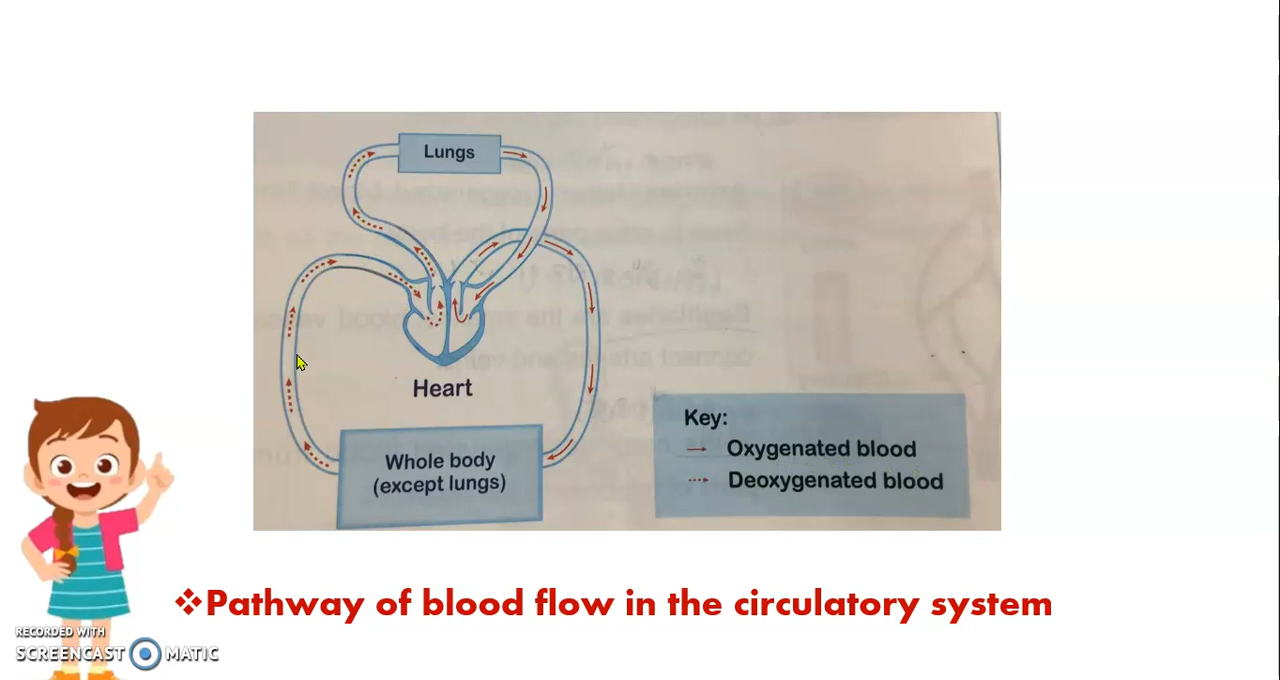 Lungs
Heart
Whole body
(except lungs)
Key:
Oxygenated blood
Deoxygenated blood
❖Pathway of blood flow in the circulatory system
RECORDED WITH
SCREENCAST MATIC